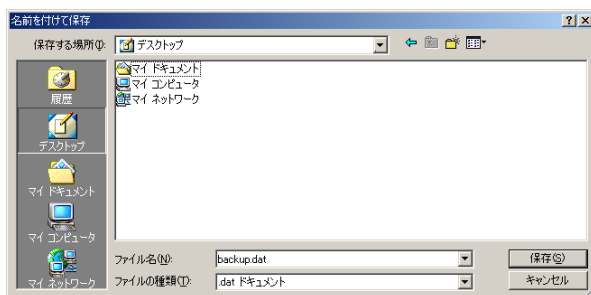 名前を付けて保存
保存する場所(I):
デスクトップ
履歴
デスクトップ
マイ ドキュメント
マイ コンピュータ
マイ ネットワーク
マイ ドキュメント
マイ コンピュータ
マイ ネットワーク
ファイル名(N):
backup.dat
保存(S)
ファイルの種類(T):
.dat ドキュメント
キャンセル